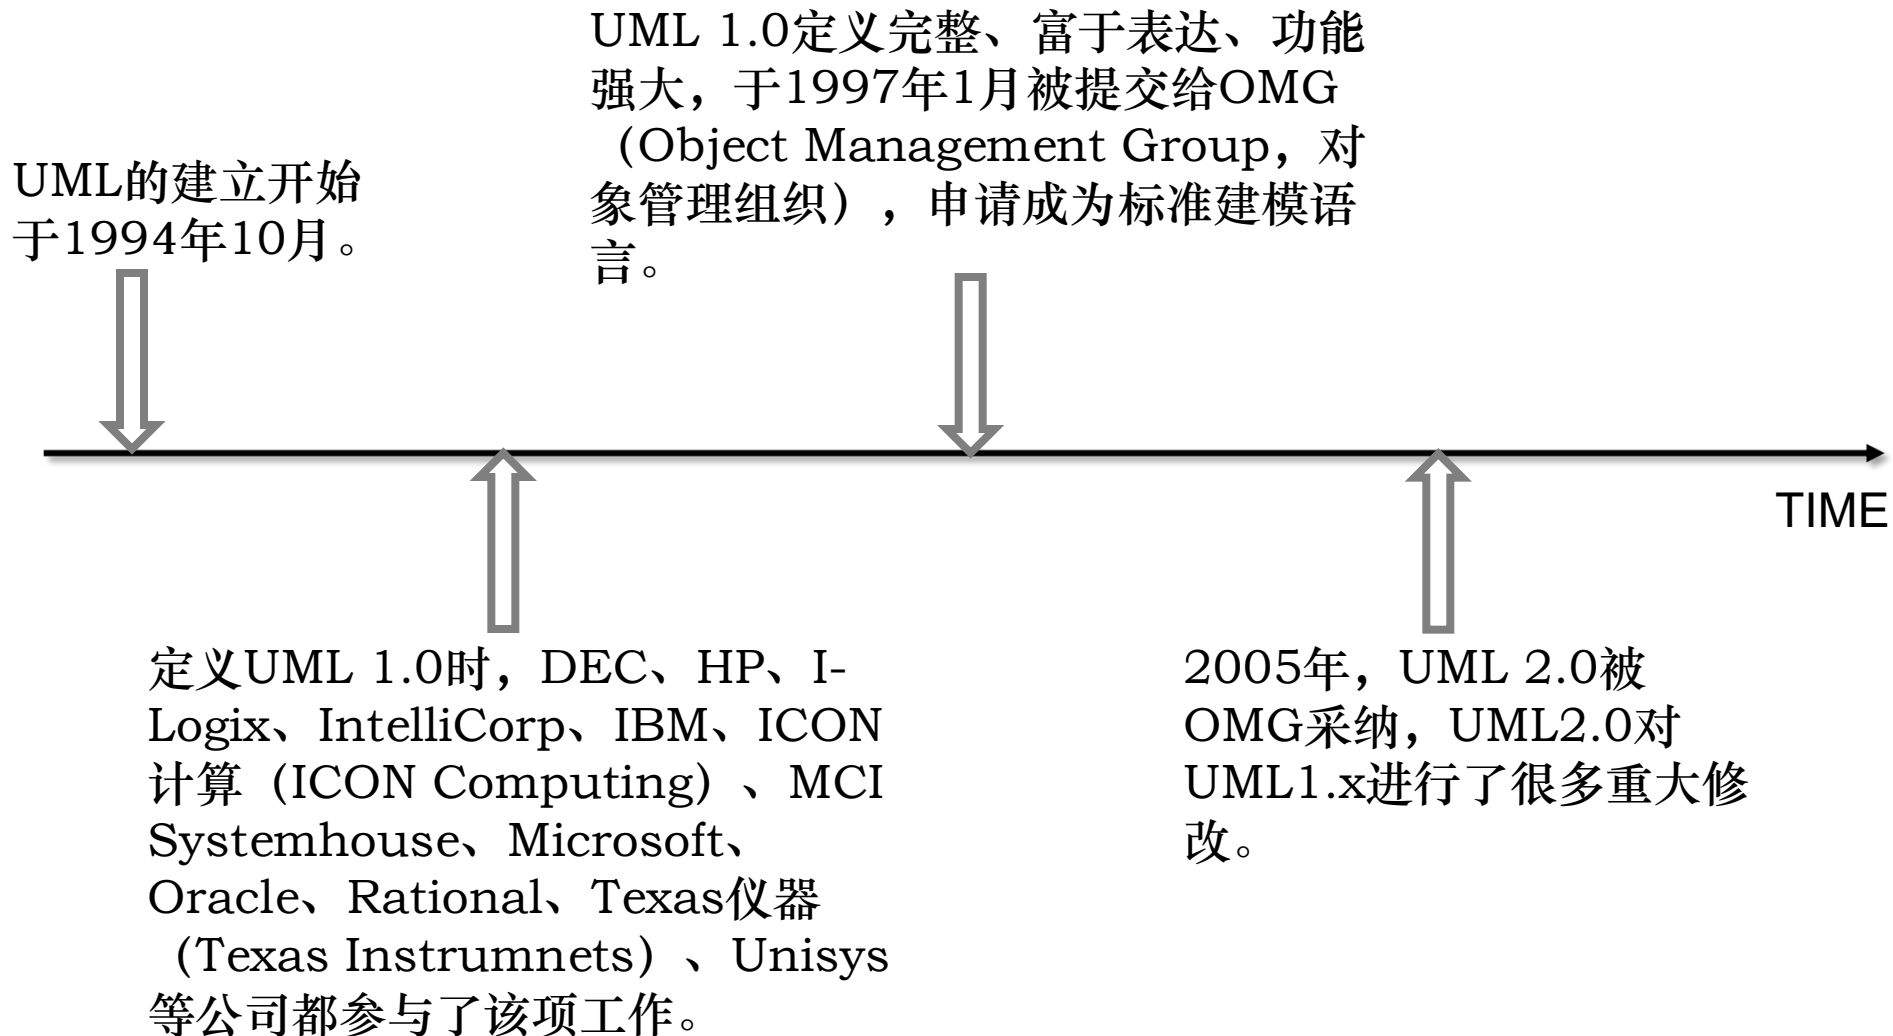 UML的建立开始
于1994年10月。
UML 1.0定义完整、富于表达、功能
强大，于1997年1月被提交给OMG
（Object Management Group，对
象管理组织），申请成为标准建模语
言。
TIME
定义UML 1.0时，DEC、HP、I-
Logix、IntelliCorp、IBM、ICON
计算（ICON Computing）、MCI
Systemhouse、Microsoft、
Oracle、Rational、Texas仪器
（Texas Instrumnets）、Unisys
等公司都参与了该项工作。
2005年，UML 2.0被
OMG采纳，UML2.0对
UML1.x进行了很多重大修
改。